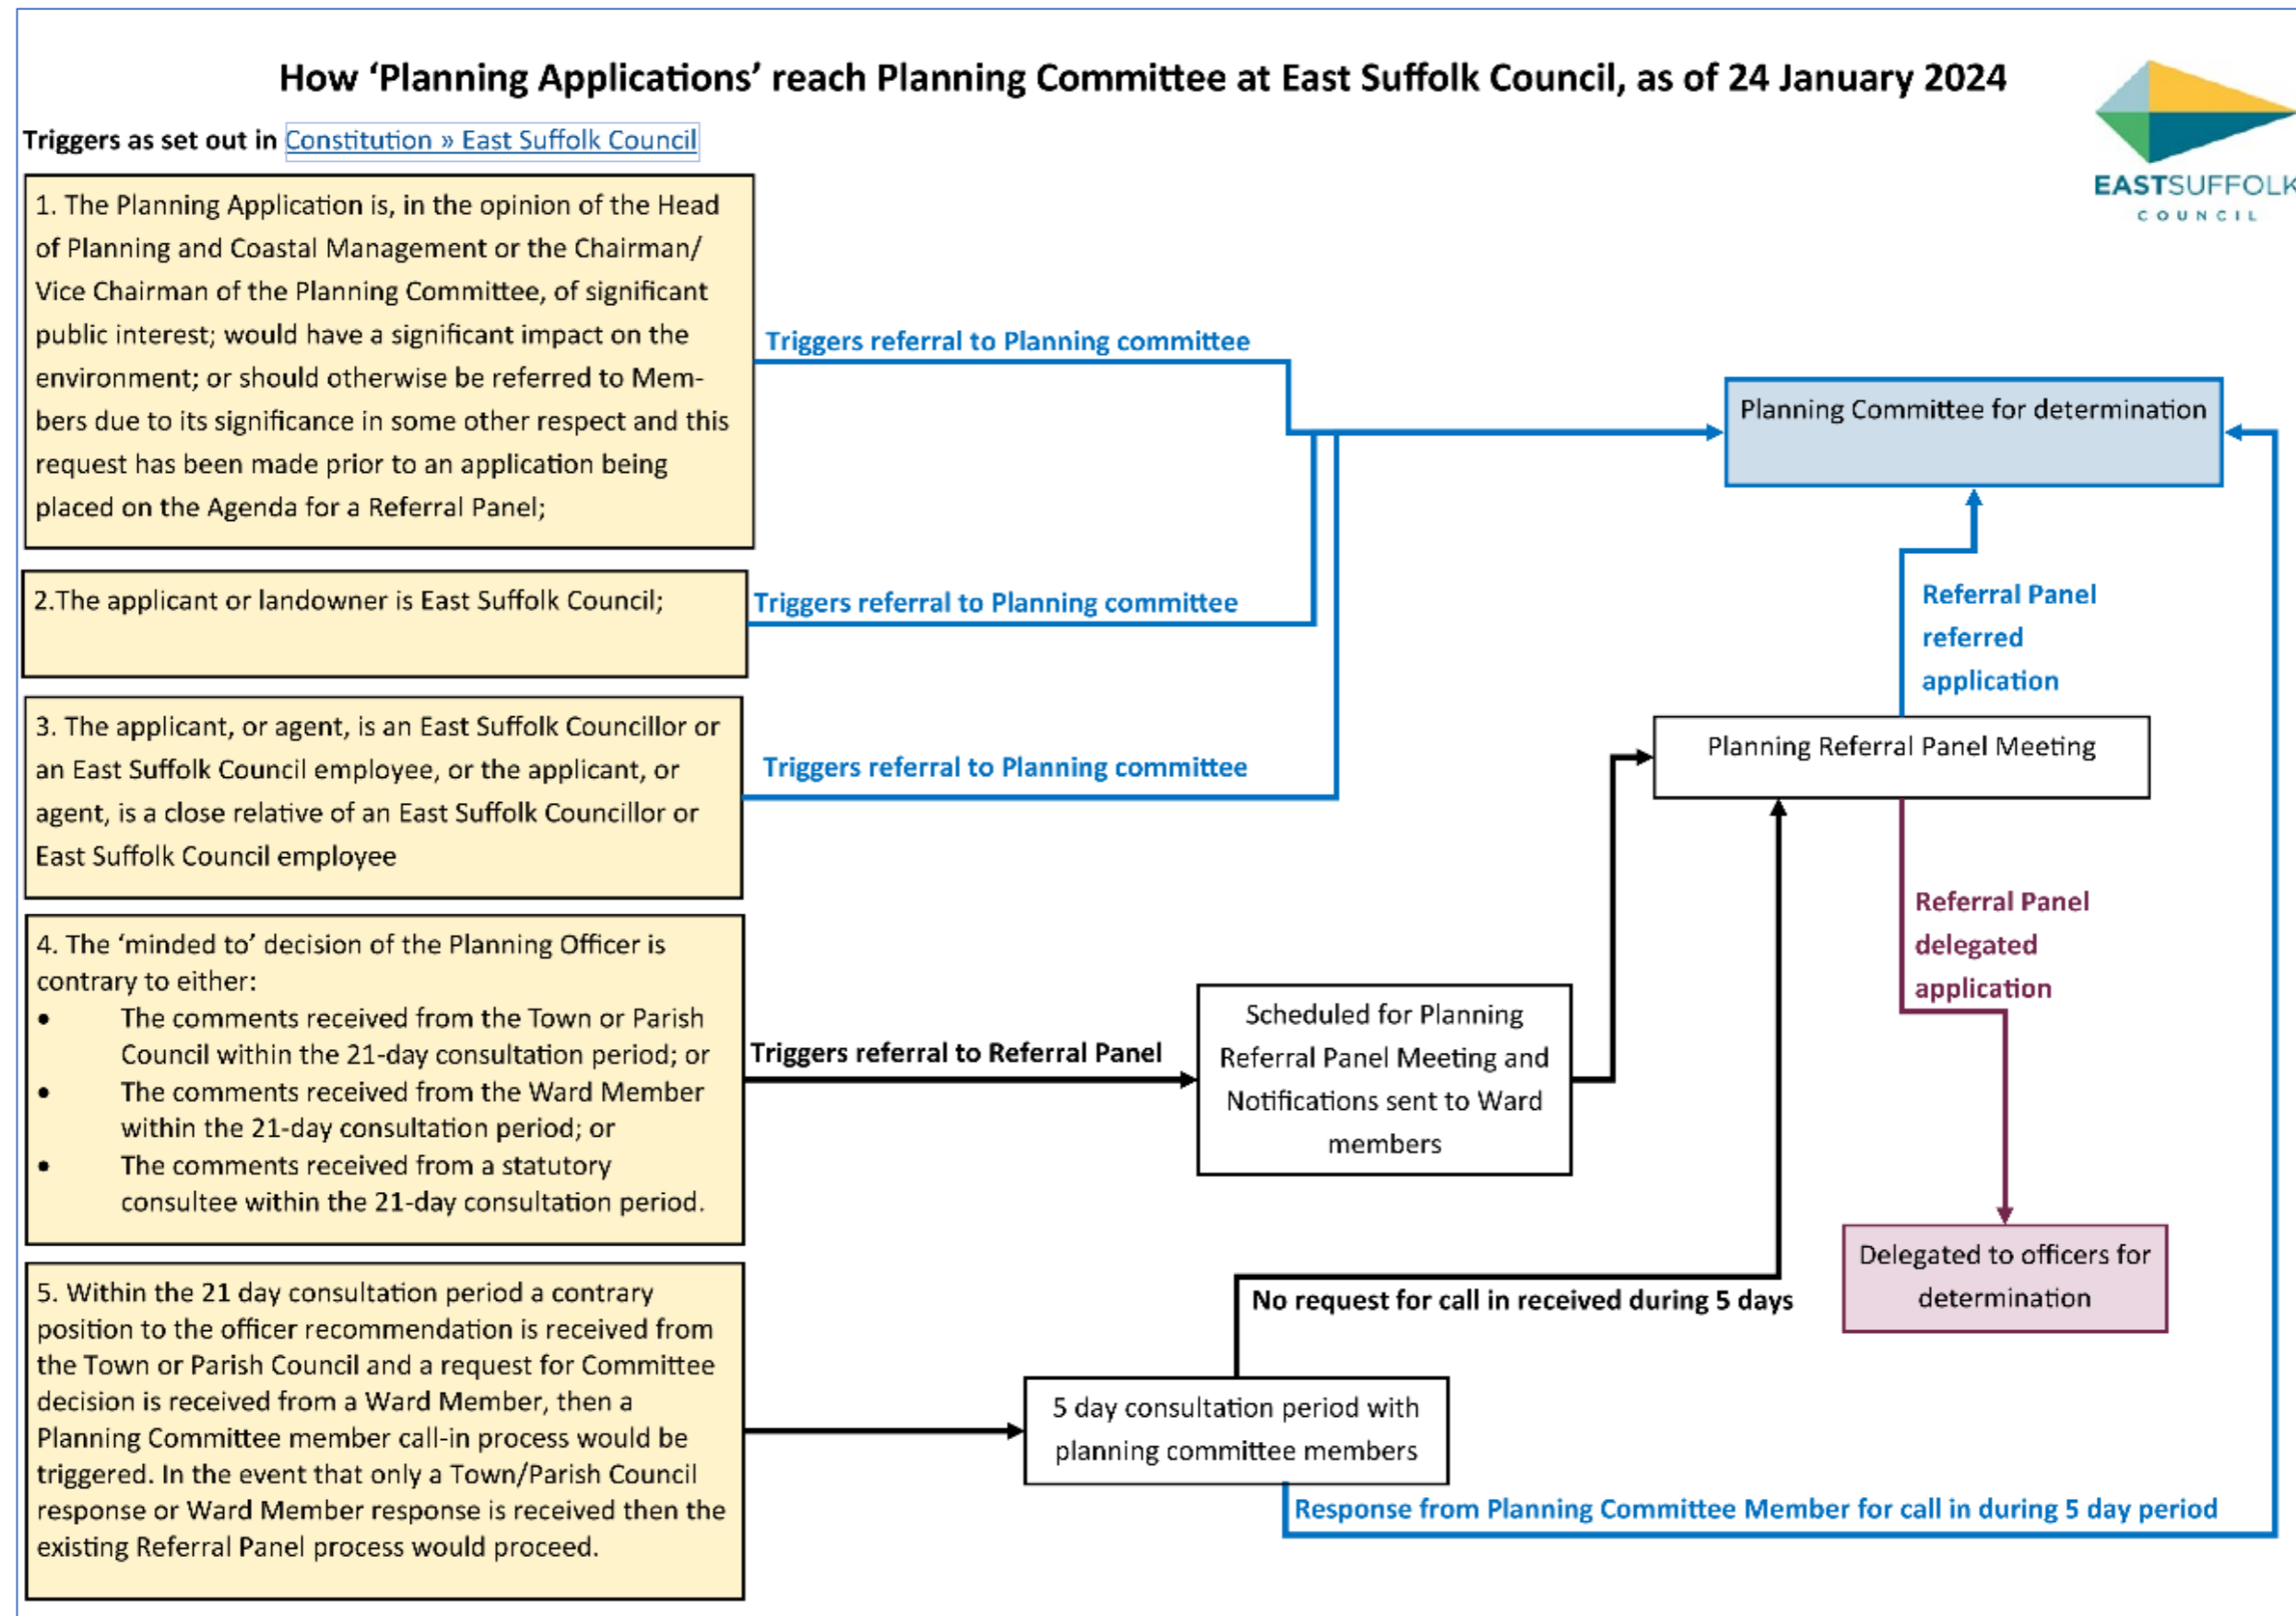 How ‘Planning Applications’ reach Planning Committee at East Suffolk Council, as of 24 January 2024
EASTSUFFOLK
COUNCIL
Triggers as set out in Constitution » East Suffolk Council
1. The Planning Application is, in the opinion of the Head
of Planning and Coastal Management or the Chairman/
Vice Chairman of the Planning Committee, of significant
public interest; would have a significant impact on the
environment; or should otherwise be referred to Mem-
bers due to its significance in some other respect and this
request has been made prior to an application being
placed on the Agenda for a Referral Panel;
Triggers referral to Planning committee
Planning Committee for determination
2.The applicant or landowner is East Suffolk Council;
Triggers referral to Planning committee
Referral Panel
referred
application
3. The applicant, or agent, is an East Suffolk Councillor or
an East Suffolk Council employee, or the applicant, or
agent, is a close relative of an East Suffolk Councillor or
East Suffolk Council employee
Triggers referral to Planning committee
Planning Referral Panel Meeting
Referral Panel
delegated
application
4. The ‘minded to’ decision of the Planning Officer is
contrary to either:
• The comments received from the Town or Parish
Council within the 21-day consultation period; or
• The comments received from the Ward Member
within the 21-day consultation period; or
• The comments received from a statutory
consultee within the 21-day consultation period.
Triggers referral to Referral Panel
Scheduled for Planning
Referral Panel Meeting and
Notifications sent to Ward
members
Delegated to officers for
determination
5. Within the 21 day consultation period a contrary
position to the officer recommendation is received from
the Town or Parish Council and a request for Committee
decision is received from a Ward Member, then a
Planning Committee member call-in process would be
triggered. In the event that only a Town/Parish Council
response or Ward Member response is received then the
existing Referral Panel process would proceed.
No request for call in received during 5 days
5 day consultation period with
planning committee members
Response from Planning Committee Member for call in during 5 day period